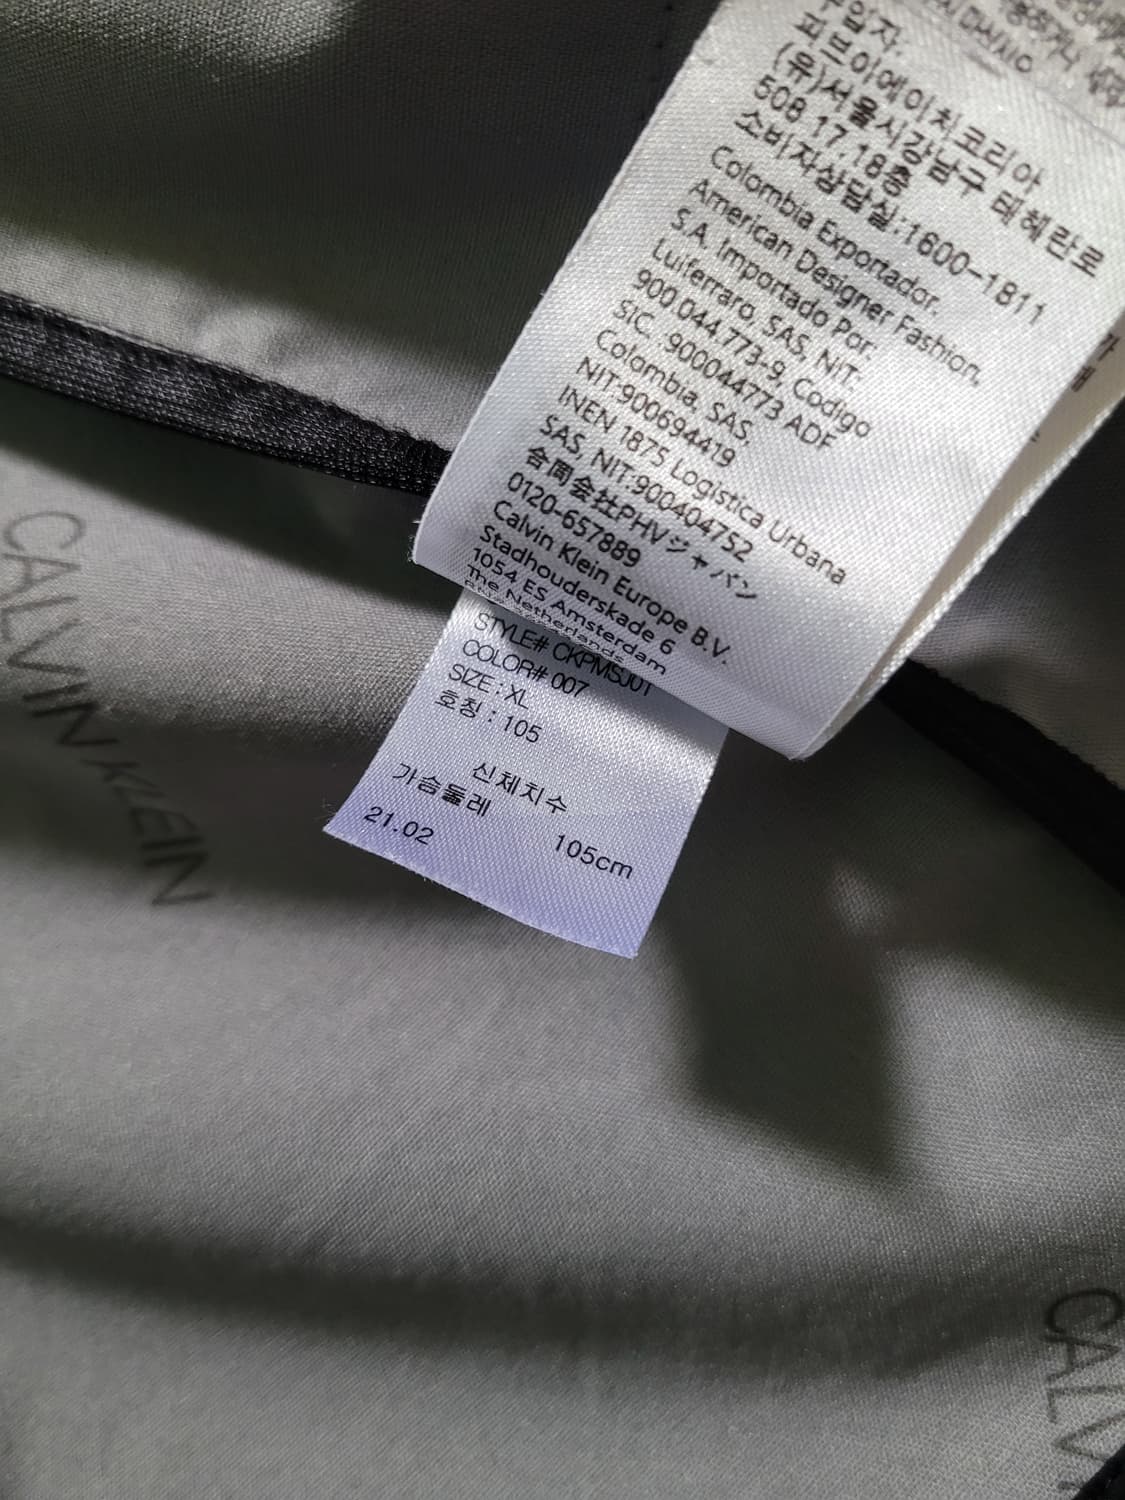 피브이에이치코리아
(유)서울시강남구 테헤란로
508 17,18층
소비자상담실:1600-1811
Colombia Exportador.
American Designer Fashion,
S.A. Importado Por:
Luiferraro, SAS, NIT:
900.044.773-9, Codigo
SIC. 900044773 ADF
Colombia, SAS,
NIT:900694419
INEN 1875 Logistica Urbana
SAS, NIT:900404752
合同会社PHVジャパン
0120-657889
Calvin Klein Europe B.V.
Stadhouderskade 6
1054 ES Amsterdam
The Netherlands
STYLE# CKPMSJ01
COLOR# 007
SIZE : XL
호칭 : 105
신체치수
가슴둘레 105cm
21.02
CALVIN KLEIN
CALV